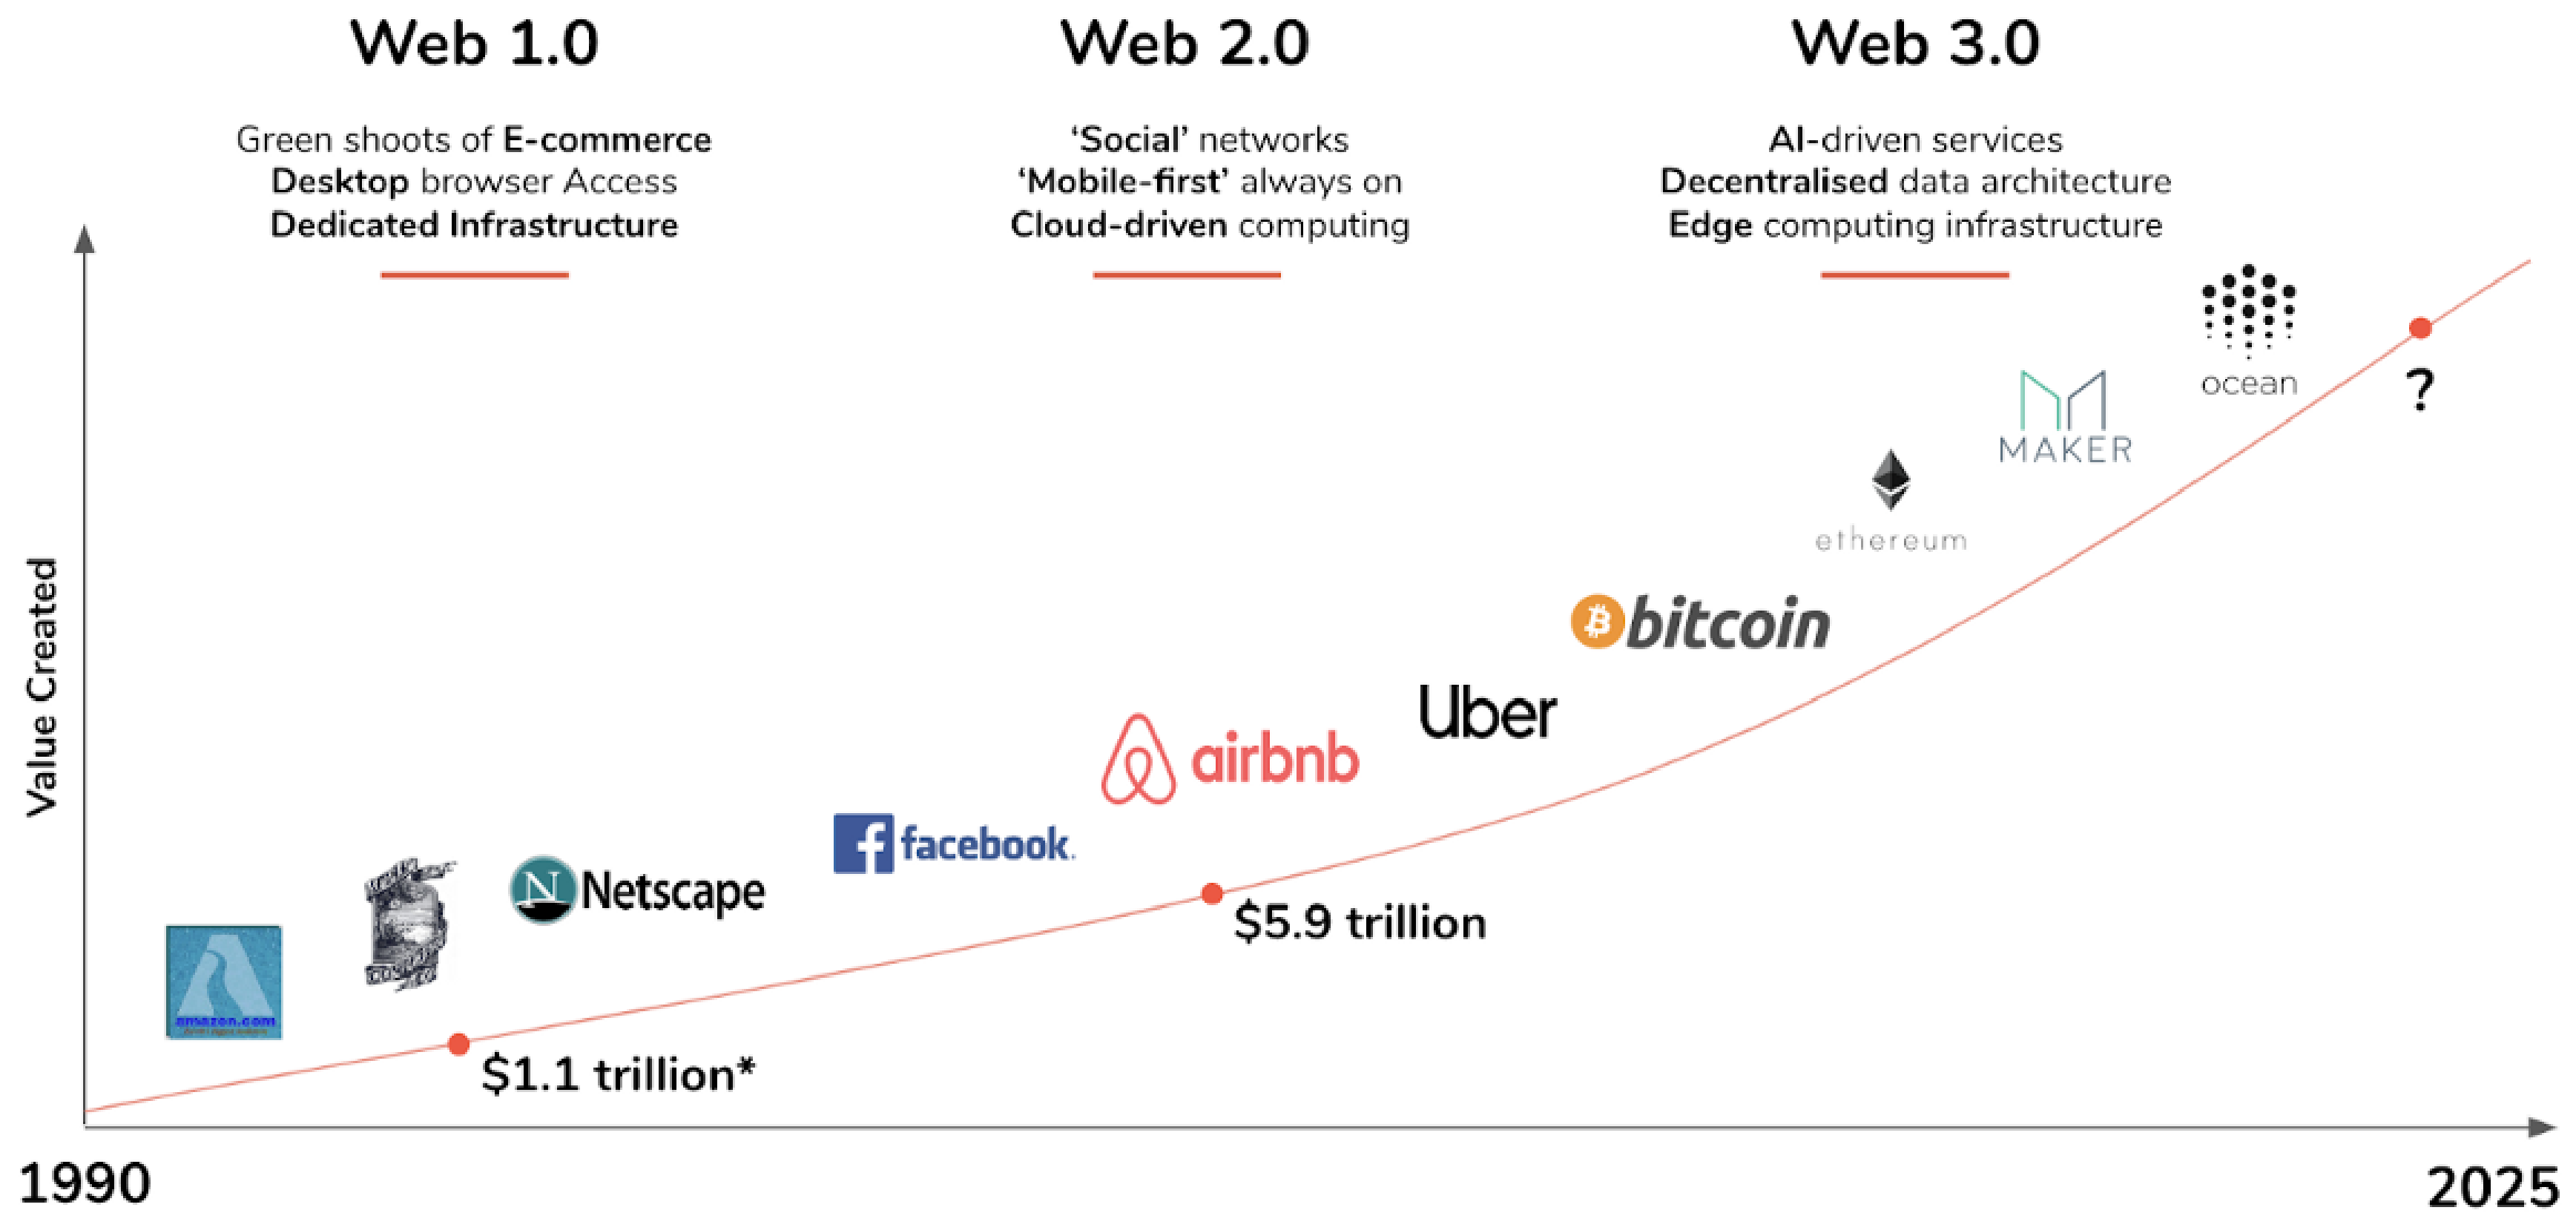 Web 1.0
Green shoots of E-commerce
Desktop browser Access
Dedicated Infrastructure
Web 2.0
‘Social’ networks
‘Mobile-first’ always on
Cloud-driven computing
Web 3.0
AI-driven services
Decentralised data architecture
Edge computing infrastructure
Value Created
amazon.com
Netscape
facebook.
airbnb
Uber
bitcoin
ethereum
MAKER
ocean
$1.1 trillion*
$5.9 trillion
?
1990
2025